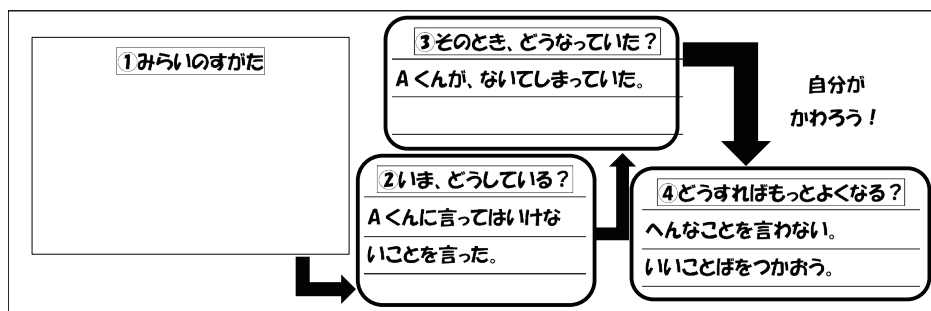 ①みらいのすがた
②いま、どうしている？
Aくんに言ってはいけな
いことを言った。
③そのとき、どうなっていた？
Aくんが、ないてしまっていた。
自分が
かわろう！
④どうすればもっとよくなる？
へんなことを言わない。
いいことばをつかおう。